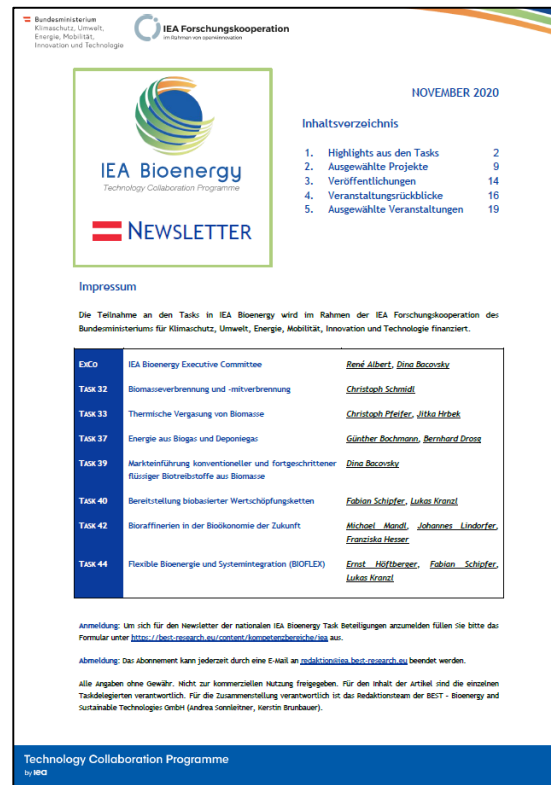 Bundesministerium
Klimaschutz, Umwelt,
Energie, Mobilität,
Innovation und Technologie
IEA Forschungskooperation
im Rahmen von open4innovation
IEA Bioenergy
Technology Collaboration Programme
NEWSLETTER
NOVEMBER 2020
Inhaltsverzeichnis
1. Highlights aus den Tasks 2
2. Ausgewählte Projekte 9
3. Veröffentlichungen 14
4. Veranstaltungsrückblicke 16
5. Ausgewählte Veranstaltungen 19
Impressum
Die Teilnahme an den Tasks in IEA Bioenergy wird im Rahmen der IEA Forschungskooperation des
Bundesministeriums für Klimaschutz, Umwelt, Energie, Mobilität, Innovation und Technologie finanziert.
EXCO IEA Bioenergy Executive Committee René Albert, Dina Bacovsky
TASK 32 Biomasseverbrennung und -mitverbrennung Christoph Schmidl
TASK 33 Thermische Vergasung von Biomasse Christoph Pfeifer, Jitka Hrbek
TASK 37 Energie aus Biogas und Deponiegas Günther Bochmann, Bernhard Drosg
TASK 39 Markteinführung konventioneller und fortgeschrittener Dina Bacovsky
flüssiger Biotreibstoffe aus Biomasse
TASK 40 Bereitstellung biobasierter Wertschöpfungsketten Fabian Schipfer, Lukas Kranzl
TASK 42 Bioraffinerien in der Bioökonomie der Zukunft Michael Mandl, Johannes Lindorfer,
Franziska Hesser
TASK 44 Flexible Bioenergie und Systemintegration (BIOFLEX) Ernst Höftberger, Fabian Schipfer,
Lukas Kranzl
Anmeldung: Um sich für den Newsletter der nationalen IEA Bioenergy Task Beteiligungen anzumelden füllen Sie bitte das
Formular unter https://best-research.eu/content/kompetenzbereiche/iea aus.
Abmeldung: Das Abonnement kann jederzeit durch eine E-Mail an redaktion@iea.best-research.eu beendet werden.
Alle Angaben ohne Gewähr. Nicht zur kommerziellen Nutzung freigegeben. Für den Inhalt der Artikel sind die einzelnen
Taskdelegierten verantwortlich. Für die Zusammenstellung verantwortlich ist das Redaktionsteam der BEST - Bioenergy and
Sustainable Technologies GmbH (Andrea Sonnleitner, Kerstin Brunbauer).
Technology Collaboration Programme
by iea